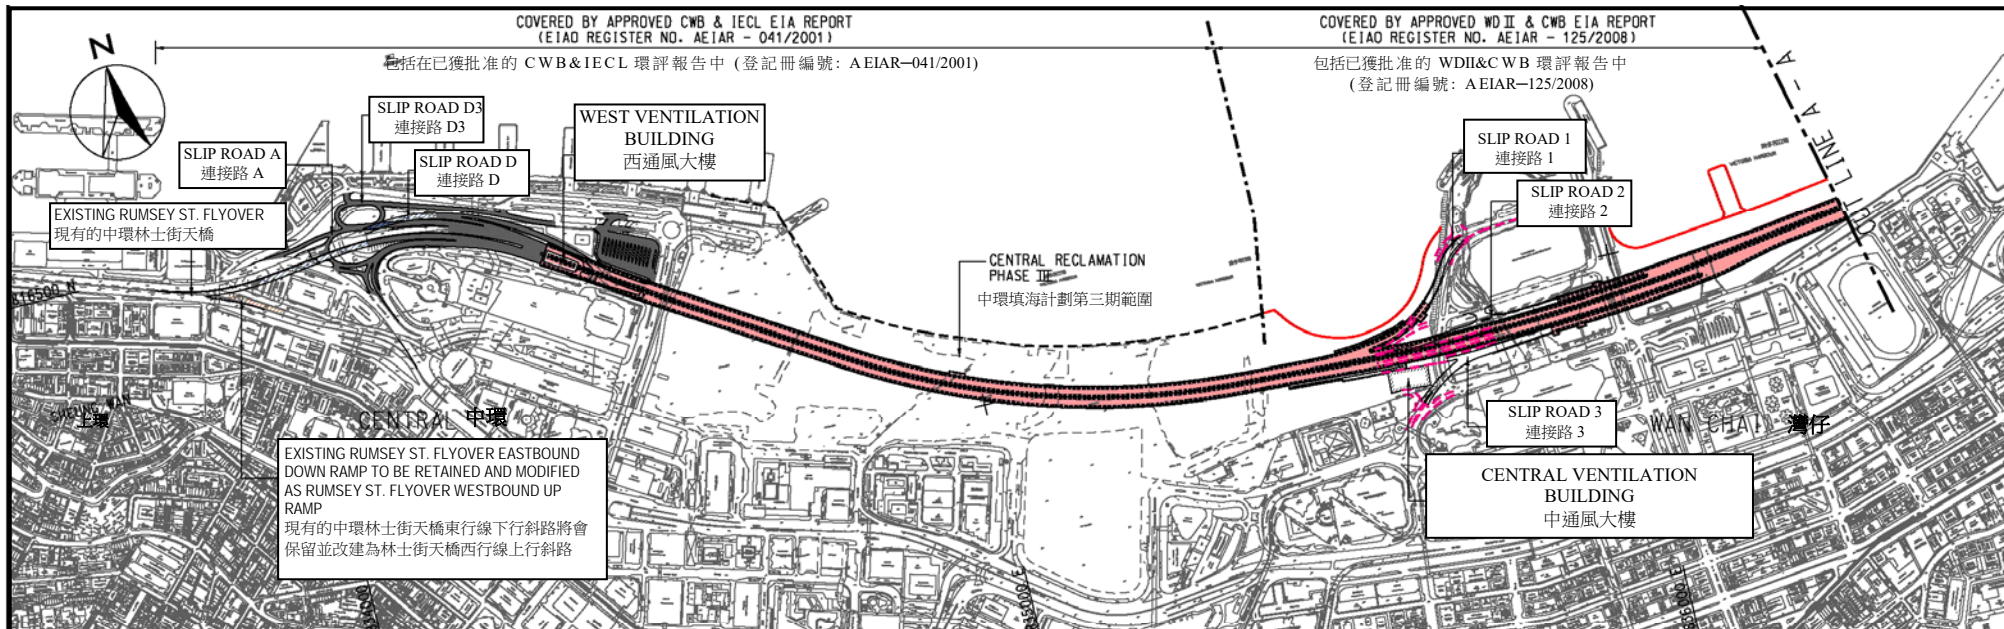 COVERED BY APPROVED CWB & IECL EIA REPORT
(EIAO REGISTER NO. AEIAR - 041/2001)
包括在已獲批准的 CWB&IECL 環評報告中 (登記冊編號: AEIAR─041/2001)
COVERED BY APPROVED WDII & CWB EIA REPORT
(EIAO REGISTER NO. AEIAR - 125/2008)
包括已獲批准的 WDII&CWB 環評報告中
(登記冊編號: AEIAR─125/2008)
N
SLIP ROAD D3
連接路 D3
WEST VENTILATION
BUILDING
西通風大樓
SLIP ROAD A
連接路 A
SLIP ROAD D
連接路 D
SLIP ROAD 1
連接路 1
SLIP ROAD 2
連接路 2
CUT LINE A - A
EXISTING RUMSEY ST. FLYOVER
現有的中環林士街天橋
CENTRAL RECLAMATION
PHASE III
中環填海計劃第三期範圍
816500 N
SHEUNG WAN
上環
CENTRAL 中環
SLIP ROAD 3
連接路 3
WAN CHAI 灣仔
EXISTING RUMSEY ST. FLYOVER EASTBOUND
DOWN RAMP TO BE RETAINED AND MODIFIED
AS RUMSEY ST. FLYOVER WESTBOUND UP
RAMP
現有的中環林士街天橋東行線下行斜路將會
保留並改建為林士街天橋西行線上行斜路
CENTRAL VENTILATION
BUILDING
中通風大樓